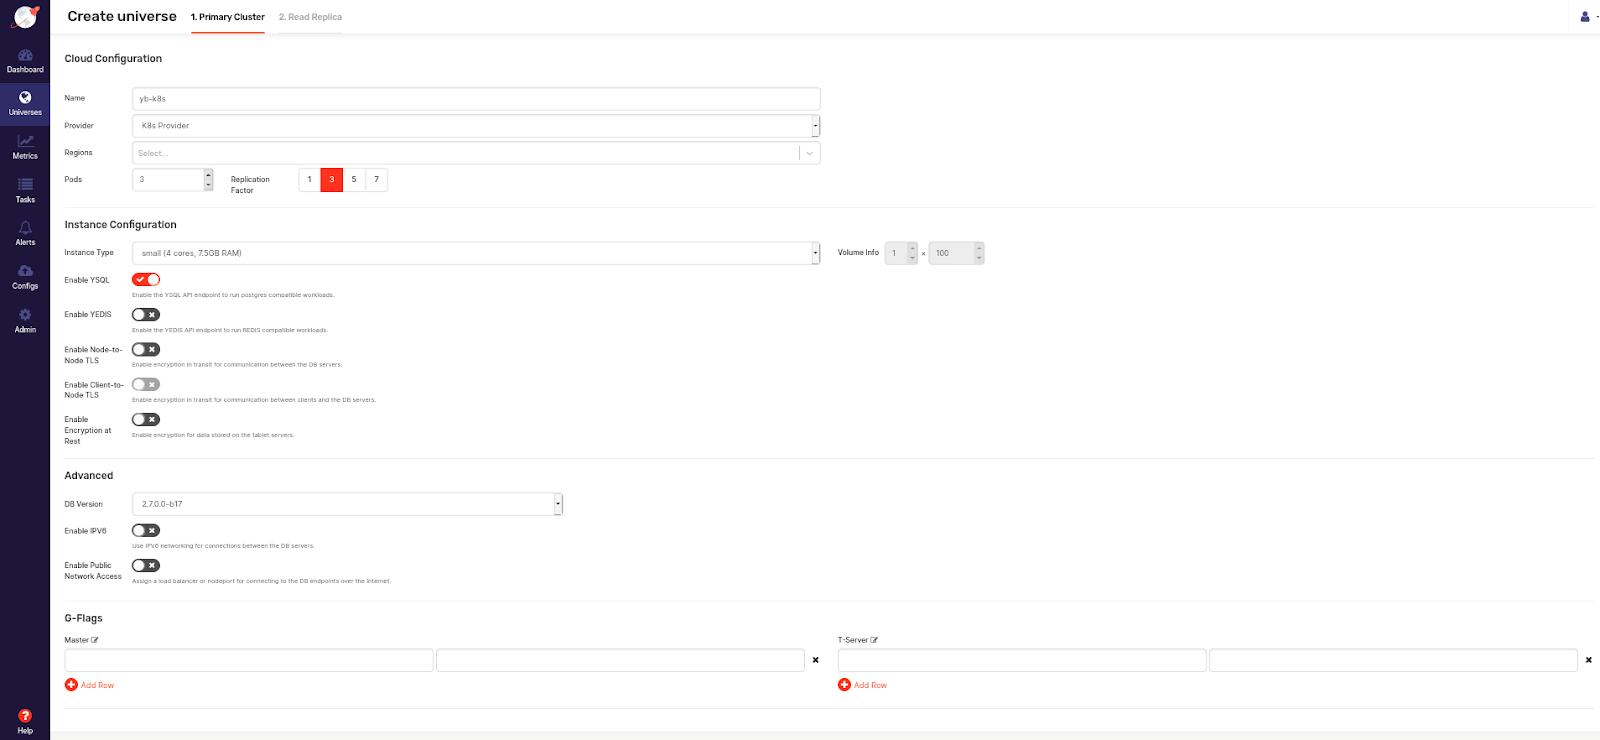 Create universe
1. Primary Cluster
2. Read Replica
Dashboard
Universes
Metrics
Tasks
Alerts
Configs
Admin
Help
Cloud Configuration
Name
yb-k8s
Provider
K8s Provider
Regions
Select...
Pods
3
Replication
Factor
1
3
5
7
Instance Configuration
Instance Type
small (4 cores, 7.5GB RAM)
Volume Info
1
×
100
Enable YSQL
Enable the YSQL API endpoint to run postgres compatible workloads.
Enable YEDIS
Enable the YEDIS API endpoint to run REDIS compatible workloads.
Enable Node-to-
Node TLS
Enable encryption in transit for communication between the DB servers.
Enable Client-to-
Node TLS
Enable encryption in transit for communication between clients and the DB servers.
Enable
Encryption at
Rest
Enable encryption for data stored on the tablet servers.
Advanced
DB Version
2.7.0.0-b17
Enable IPV6
Use IPV6 networking for connections between the DB servers.
Enable Public
Network Access
Assign a load balancer or nodeport for connecting to the DB endpoints over the internet.
G-Flags
Master
Add Row
T-Server
Add Row